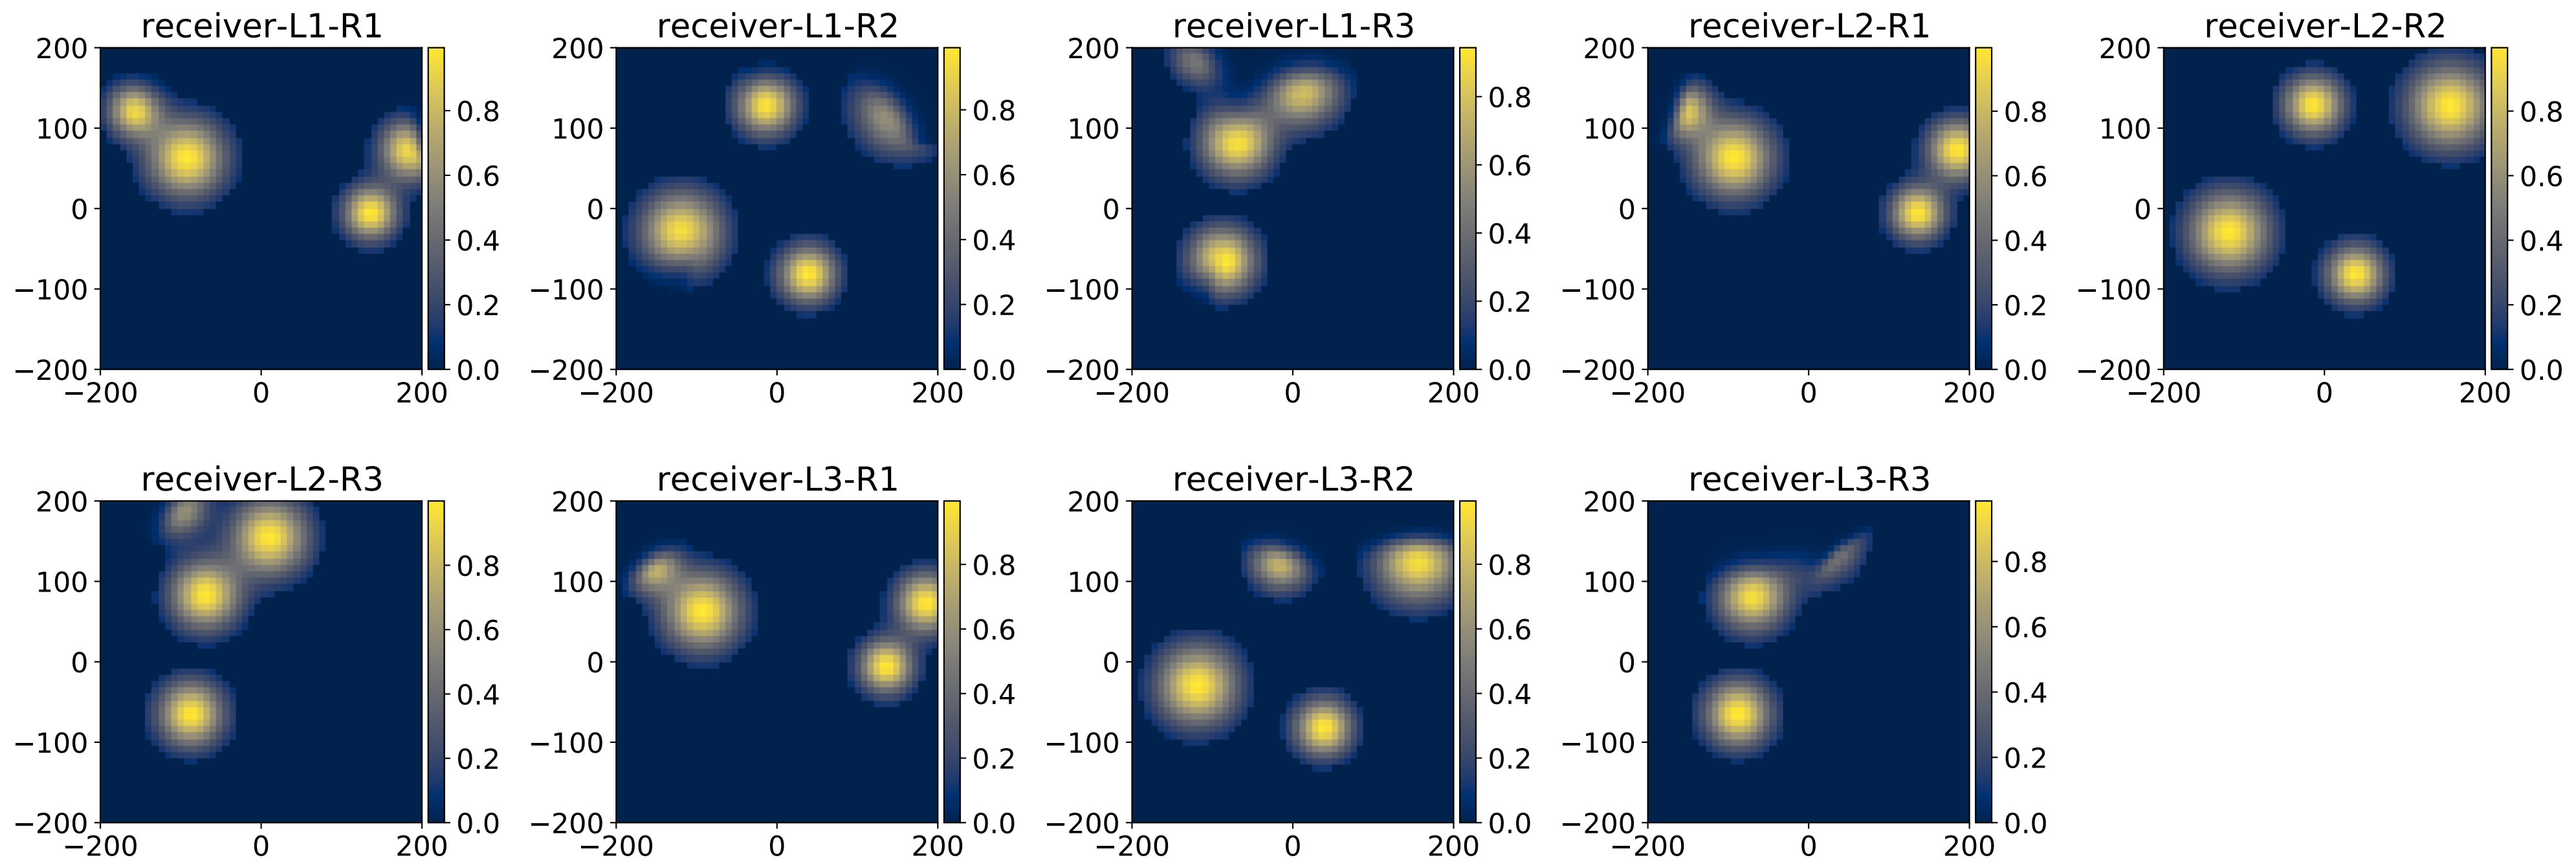 receiver-L1-R1 receiver-L1-R2 receiver-L1-R3 receiver-L2-R1 receiver-L2-R2
200 200 200 200 200
0.8 0.8 0.8 0.8 0.8
100 100 100 100 100
0.6 0.6 0.6 0.6 0.6
0 0 0 0 0
0.4 0.4 0.4 0.4 0.4
−100 −100 −100 −100 −100
0.2 0.2 0.2 0.2 0.2
−200 0.0 −200 0.0 −200 0.0 −200 0.0 −200 0.0
−200 0 200 −200 0 200 −200 0 200 −200 0 200 −200 0 200
receiver-L2-R3 receiver-L3-R1 receiver-L3-R2 receiver-L3-R3
200 200 200 200
0.8 0.8 0.8 0.8
100 100 100 100
0.6 0.6 0.6 0.6
0 0 0 0
0.4 0.4 0.4 0.4
−100 −100 −100 −100
0.2 0.2 0.2 0.2
−200 0.0 −200 0.0 −200 0.0 −200 0.0
−200 0 200 −200 0 200 −200 0 200 −200 0 200